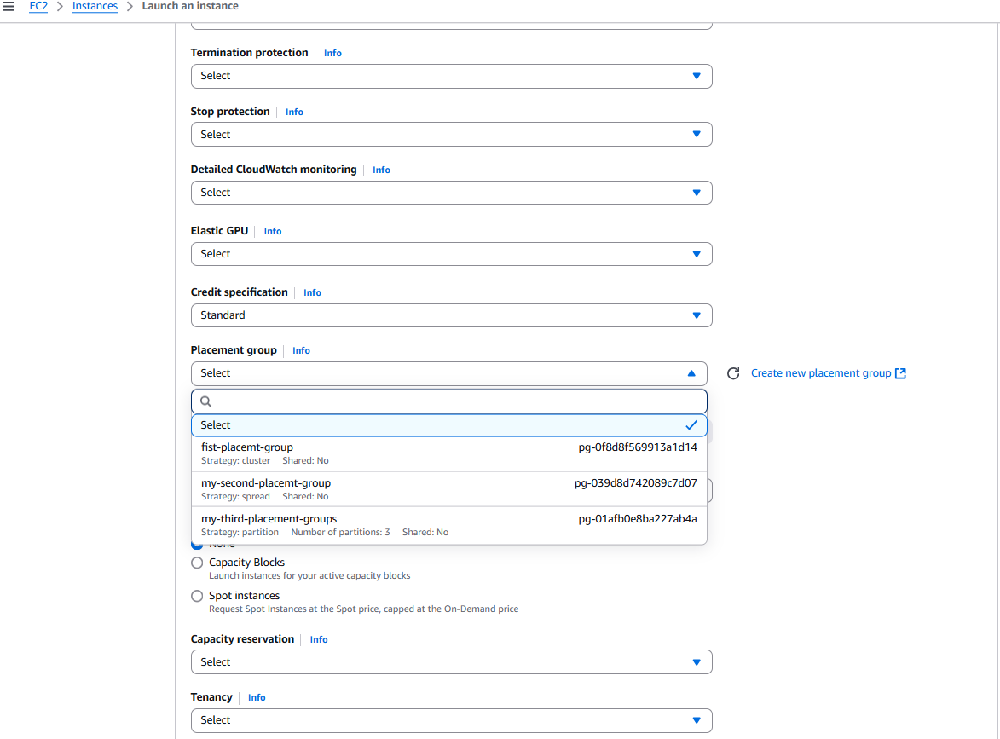 EC2 > Instances > Launch an instance
Termination protection | Info
Select
Stop protection | Info
Select
Detailed CloudWatch monitoring | Info
Select
Elastic GPU | Info
Select
Credit specification | Info
Standard
Placement group | Info
Select
Create new placement group
Select
fist-placemt-group pg-0f8d8f569913a1d14
Strategy: cluster Shared: No
my-second-placemt-group pg-039d8d742089c7d07
Strategy: spread Shared: No
my-third-placement-groups pg-01afb0e8ba227ab4a
Strategy: partition Number of partitions: 3 Shared: No
None
Capacity Blocks
Launch instances for your active capacity blocks
Spot instances
Request Spot Instances at the Spot price, capped at the On-Demand price
Capacity reservation | Info
Select
Tenancy | Info
Select